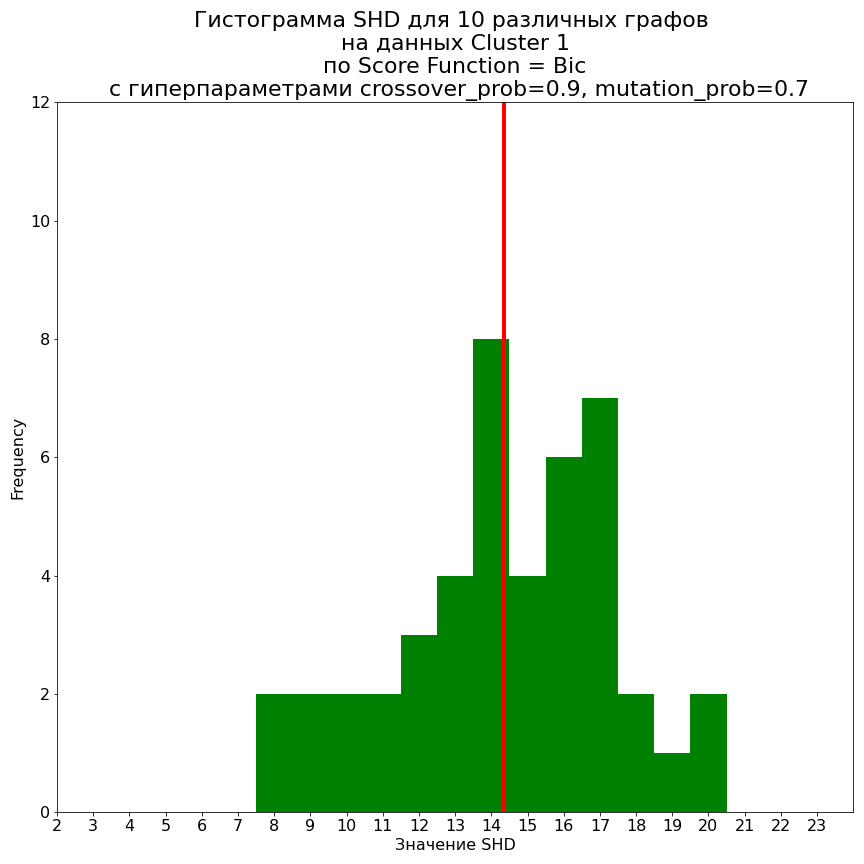 Гистограмма SHD для 10 различных графов
на данных Cluster 1
по Score Function = Bic
с гиперпараметрами crossover_prob=0.9, mutation_prob=0.7
12
10
8
6
4
2
0
Frequency
2 3 4 5 6 7 8 9 10 11 12 13 14 15 16 17 18 19 20 21 22 23
Значение SHD